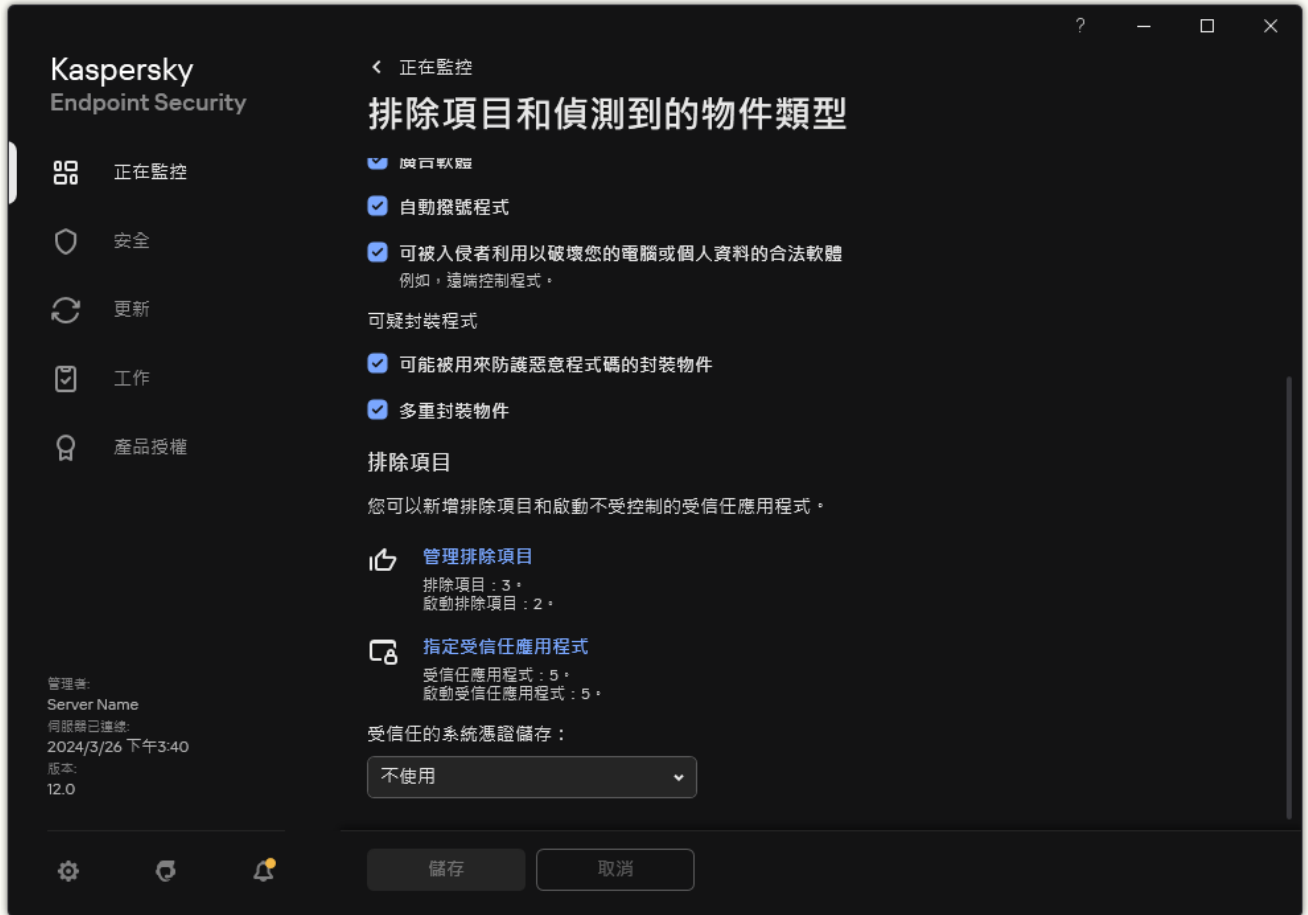 ?
Kaspersky
Endpoint Security
正在監控
安全
更新
工作
產品授權
管理者:
Server Name
伺服器已連線:
2024/3/26 下午3:40
版本:
12.0
正在監控
排除項目和偵測到的物件類型
廣告軟體
自動撥號程式
可被入侵者利用以破壞您的電腦或個人資料的合法軟體
例如，遠端控制程式。
可疑封裝程式
可能被用來防護惡意程式碼的封裝物件
多重封裝物件
排除項目
您可以新增排除項目和啟動不受控制的受信任應用程式。
管理排除項目
排除項目：3。
啟動排除項目：2。
指定受信任應用程式
受信任應用程式：5。
啟動受信任應用程式：5。
受信任的系統憑證儲存：
不使用
儲存
取消